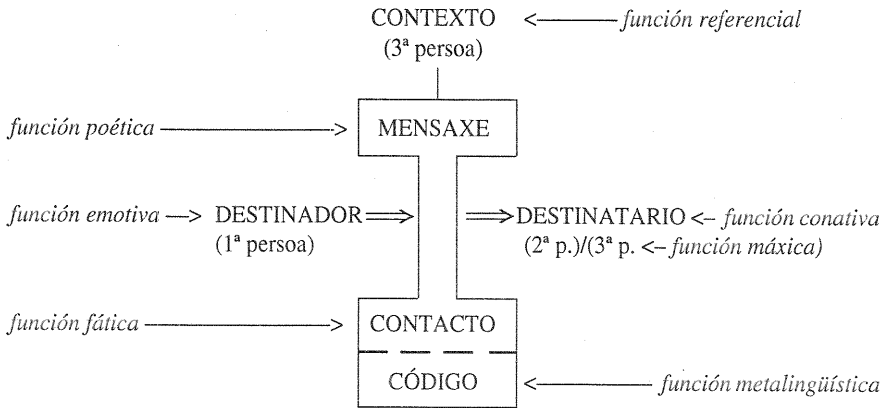 CONTEXTO función referencial
(3ª persoa)
función poética MENSAXE
función emotiva DESTINADOR DESTINATARIO función conativa
(1ª persoa) (2ª p.)/(3ª p. función máxica)
función fática CONTACTO
CÓDIGO función metalingüística